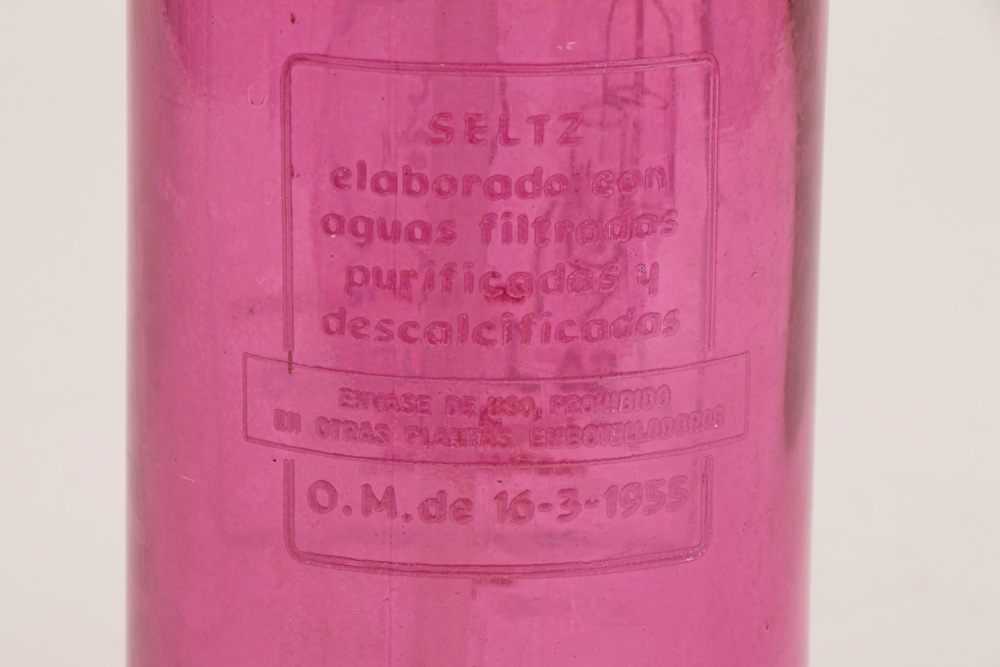 SELTZ
elaborado con
aguas filtradas
purificadas y
descalcificadas
ENVASE DE USO, PROHIBIDO
EN OTRAS PLANTAS EMBOTELLADORAS
O.M.de 16-3-1955